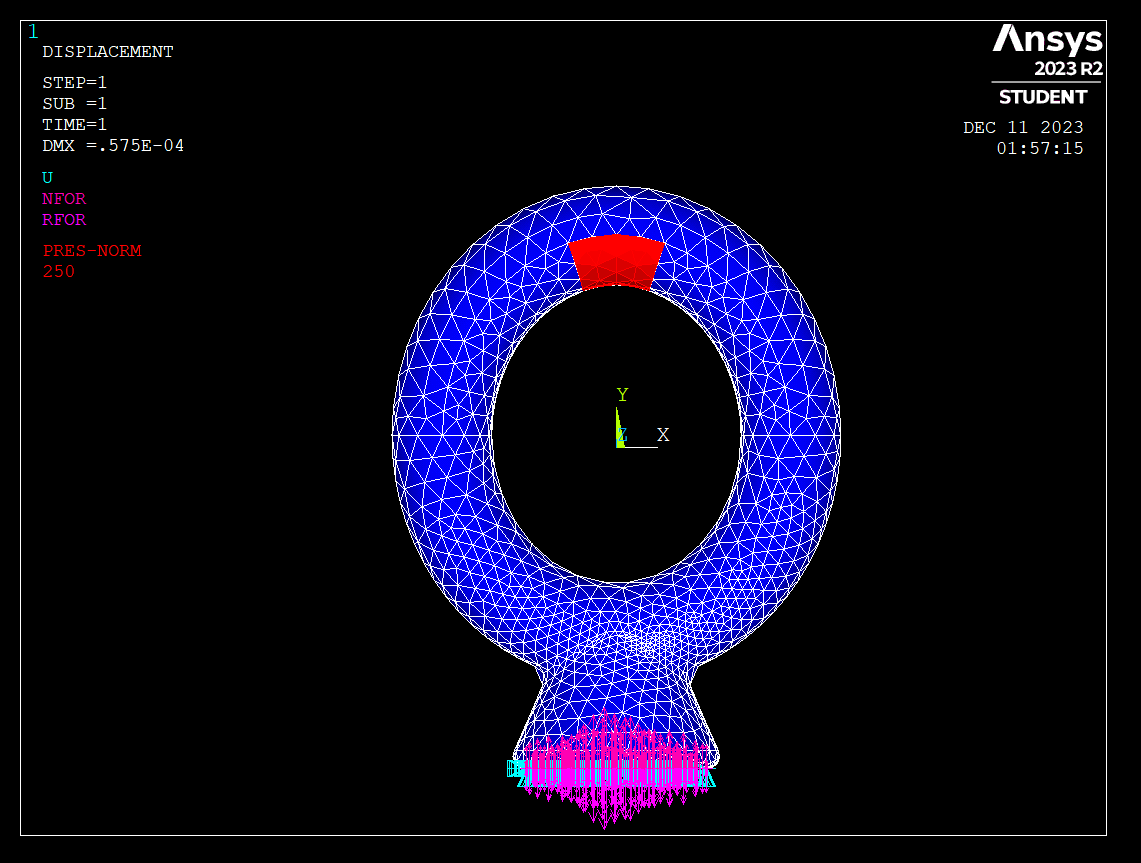 1
DISPLACEMENT
STEP=1
SUB =1
TIME=1
DMX =.575E-04
U
NFOR
RFOR
PRES-NORM
250
Ansys
2023 R2
STUDENT
DEC 11 2023
01:57:15
Y
Z
X